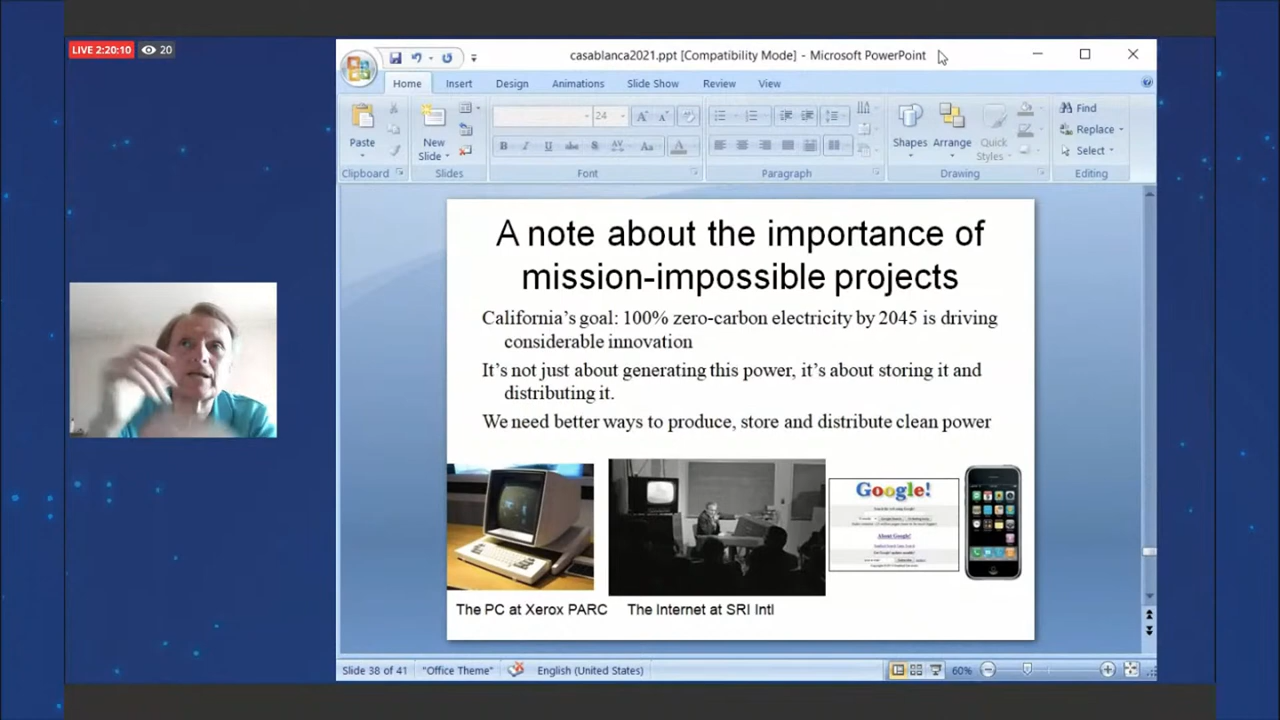 LIVE 2:20:10
20
casablanca2021.ppt [Compatibility Mode] - Microsoft PowerPoint
Home
Insert
Design
Animations
Slide Show
Review
View
24
Find
Paste
New
Slide
Shapes
Arrange
Quick
Styles
Replace
Select
Clipboard
Slides
Font
Paragraph
Drawing
Editing
A note about the importance of
mission-impossible projects
California's goal: 100% zero-carbon electricity by 2045 is driving
considerable innovation
It's not just about generating this power, it's about storing it and
distributing it.
We need better ways to produce, store and distribute clean power
Google!
About Google!
The PC at Xerox PARC
The Internet at SRI Intl
Slide 38 of 41
"Office Theme"
English (United States)
60%